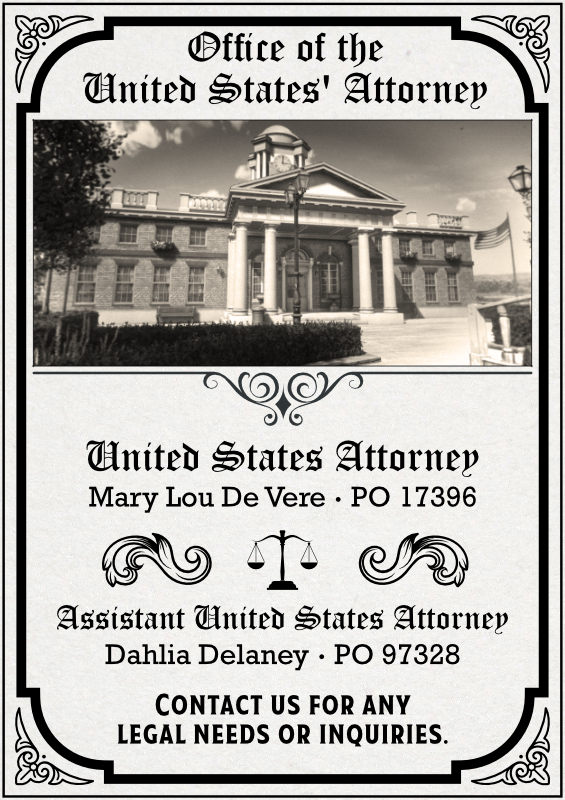 Office of the
United States' Attorney
United States Attorney
Mary Lou De Vere · PO 17396
Assistant United States Attorney
Dahlia Delaney · PO 97328
CONTACT US FOR ANY
LEGAL NEEDS OR INQUIRIES.